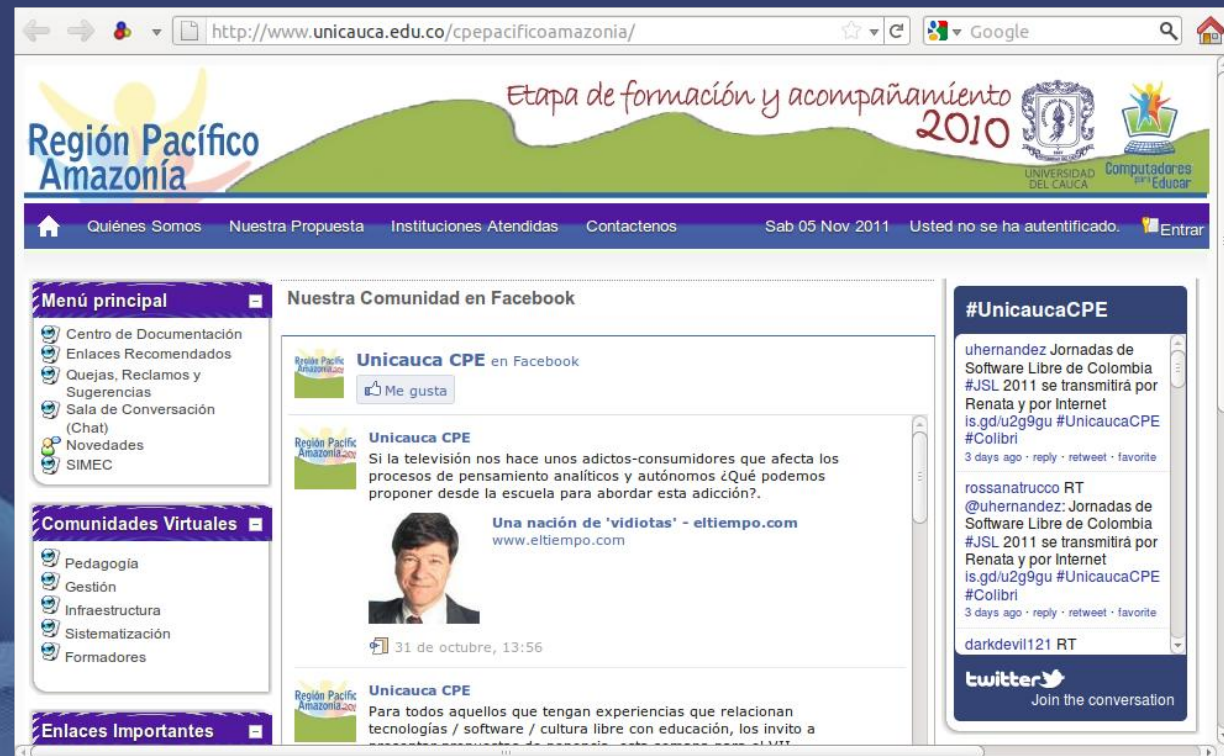 http://www.unicauca.edu.co/cpepacificoamazonia/
Google
Región Pacífico
Amazonía
Etapa de formación y acompañamiento
2010
UNIVERSIDAD
DEL CAUCA
Computadores
para Educar
Quiénes Somos
Nuestra Propuesta
Instituciones Atendidas
Contactenos
Sab 05 Nov 2011
Usted no se ha autentificado.
Entrar
Menú principal
Centro de Documentación
Enlaces Recomendados
Quejas, Reclamos y
Sugerencias
Sala de Conversación
(Chat)
Novedades
SIMEC
Comunidades Virtuales
Pedagogía
Gestión
Infraestructura
Sistematización
Formadores
Enlaces Importantes
Nuestra Comunidad en Facebook
Unicauca CPE en Facebook
Me gusta
Unicauca CPE
Si la televisión nos hace unos adictos-consumidores que afecta los
procesos de pensamiento analíticos y autónomos ¿Qué podemos
proponer desde la escuela para abordar esta adicción?.
Una nación de 'vidiotas' - eltiempo.com
www.eltiempo.com
31 de octubre, 13:56
Unicauca CPE
Para todos aquellos que tengan experiencias que relacionan
tecnologías / software / cultura libre con educación, los invito a
#UnicaucaCPE
uhernandez Jornadas de
Software Libre de Colombia
#JSL 2011 se transmitirá por
Renata y por Internet
is.gd/u2g9gu #UnicaucaCPE
#Colibri
3 days ago · reply · retweet · favorite
rossanatrucco RT
@uhernandez: Jornadas de
Software Libre de Colombia
#JSL 2011 se transmitirá por
Renata y por Internet
is.gd/u2g9gu #UnicaucaCPE
#Colibri
3 days ago · reply · retweet · favorite
darkdevil121 RT
twitter
Join the conversation